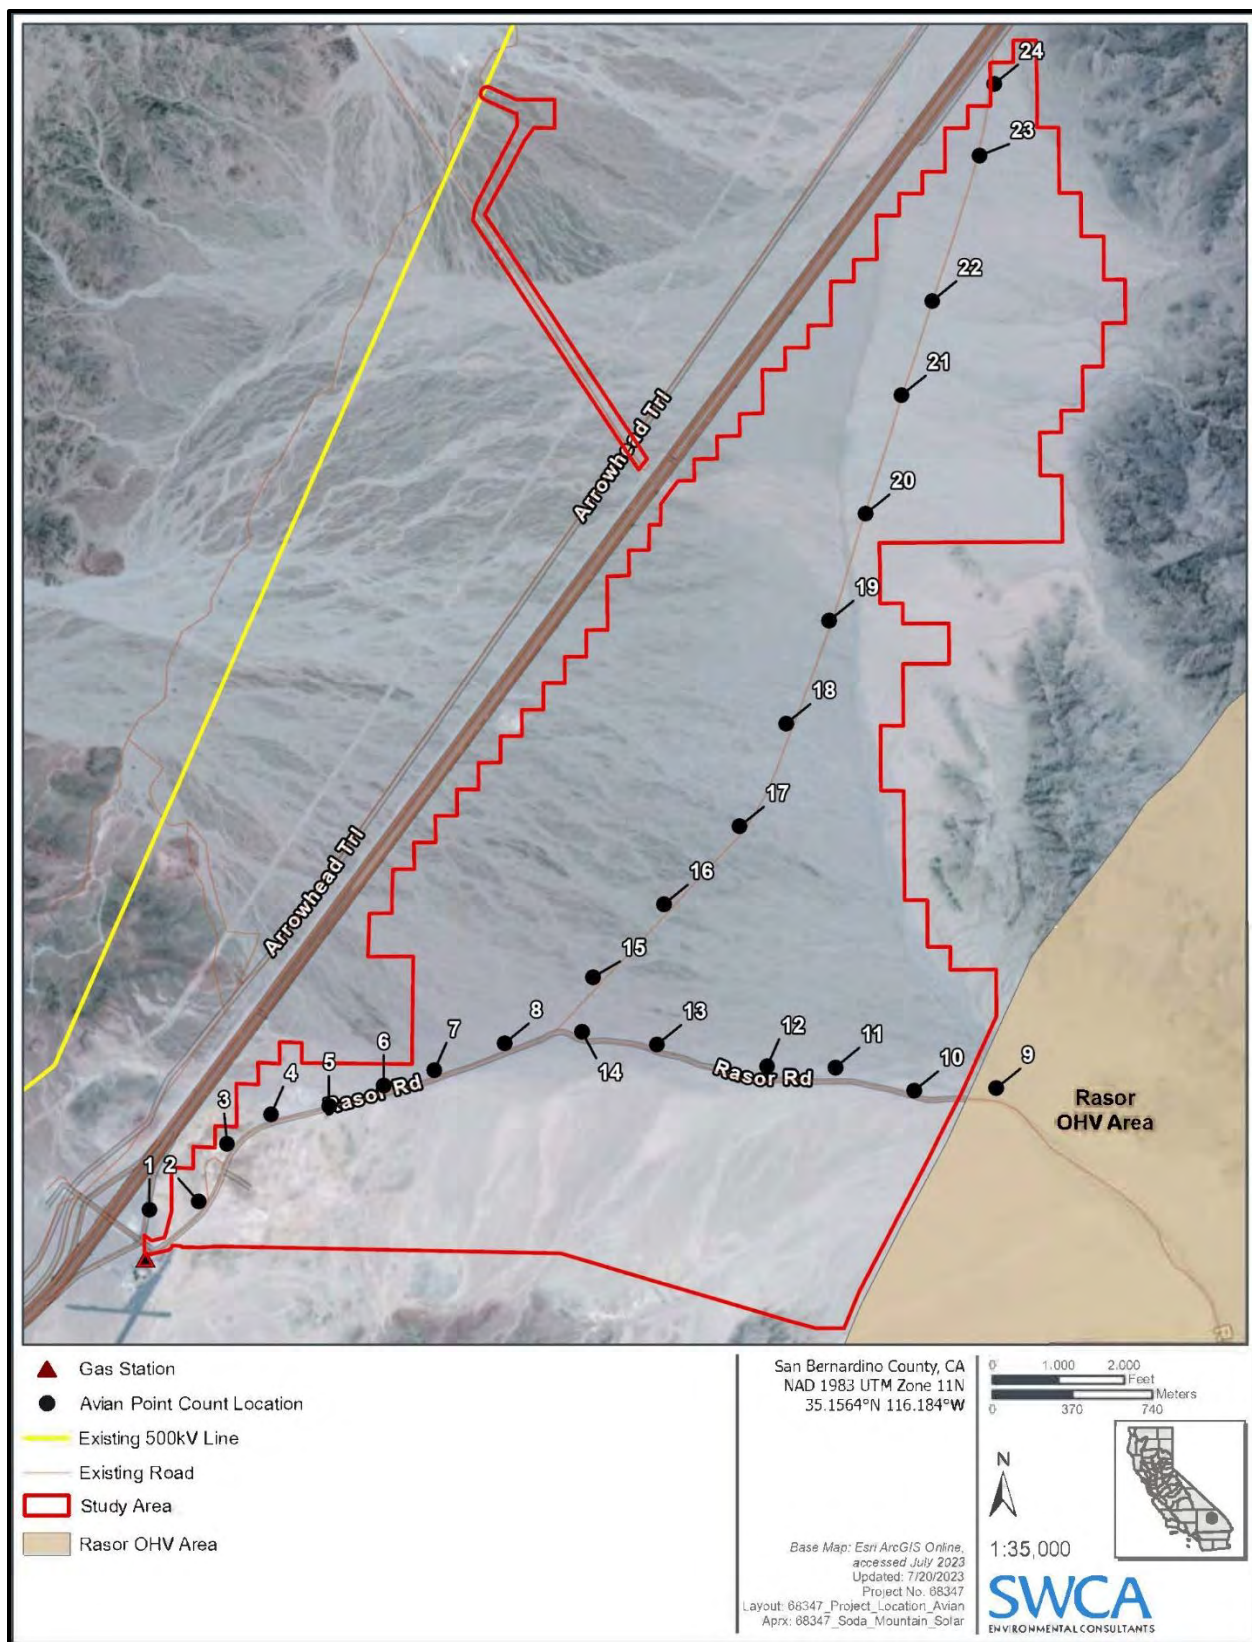 24
23
22
21
20
19
18
17
16
15
14
13
12
11
10
9
8
7
6
5
4
3
1 2
Arrowhead Trl
Arrowhead Trl
Rasor Rd
Rasor Rd
Rasor
OHV Area
Gas Station
Avian Point Count Location
Existing 500kV Line
Existing Road
Study Area
Rasor OHV Area
San Bernardino County, CA
NAD 1983 UTM Zone 11N
35.1564°N 116.184°W
Base Map: Esri ArcGIS Online,
accessed July 2023
Updated: 7/20/2023
Project No. 68347
Layout: 68347_Project_Location_Avian
Aprx: 68347_Soda_Mountain_Solar
0 1,000 2,000
Feet
Meters
0 370 740
N
1:35,000
SWCA
ENVIRONMENTAL CONSULTANTS